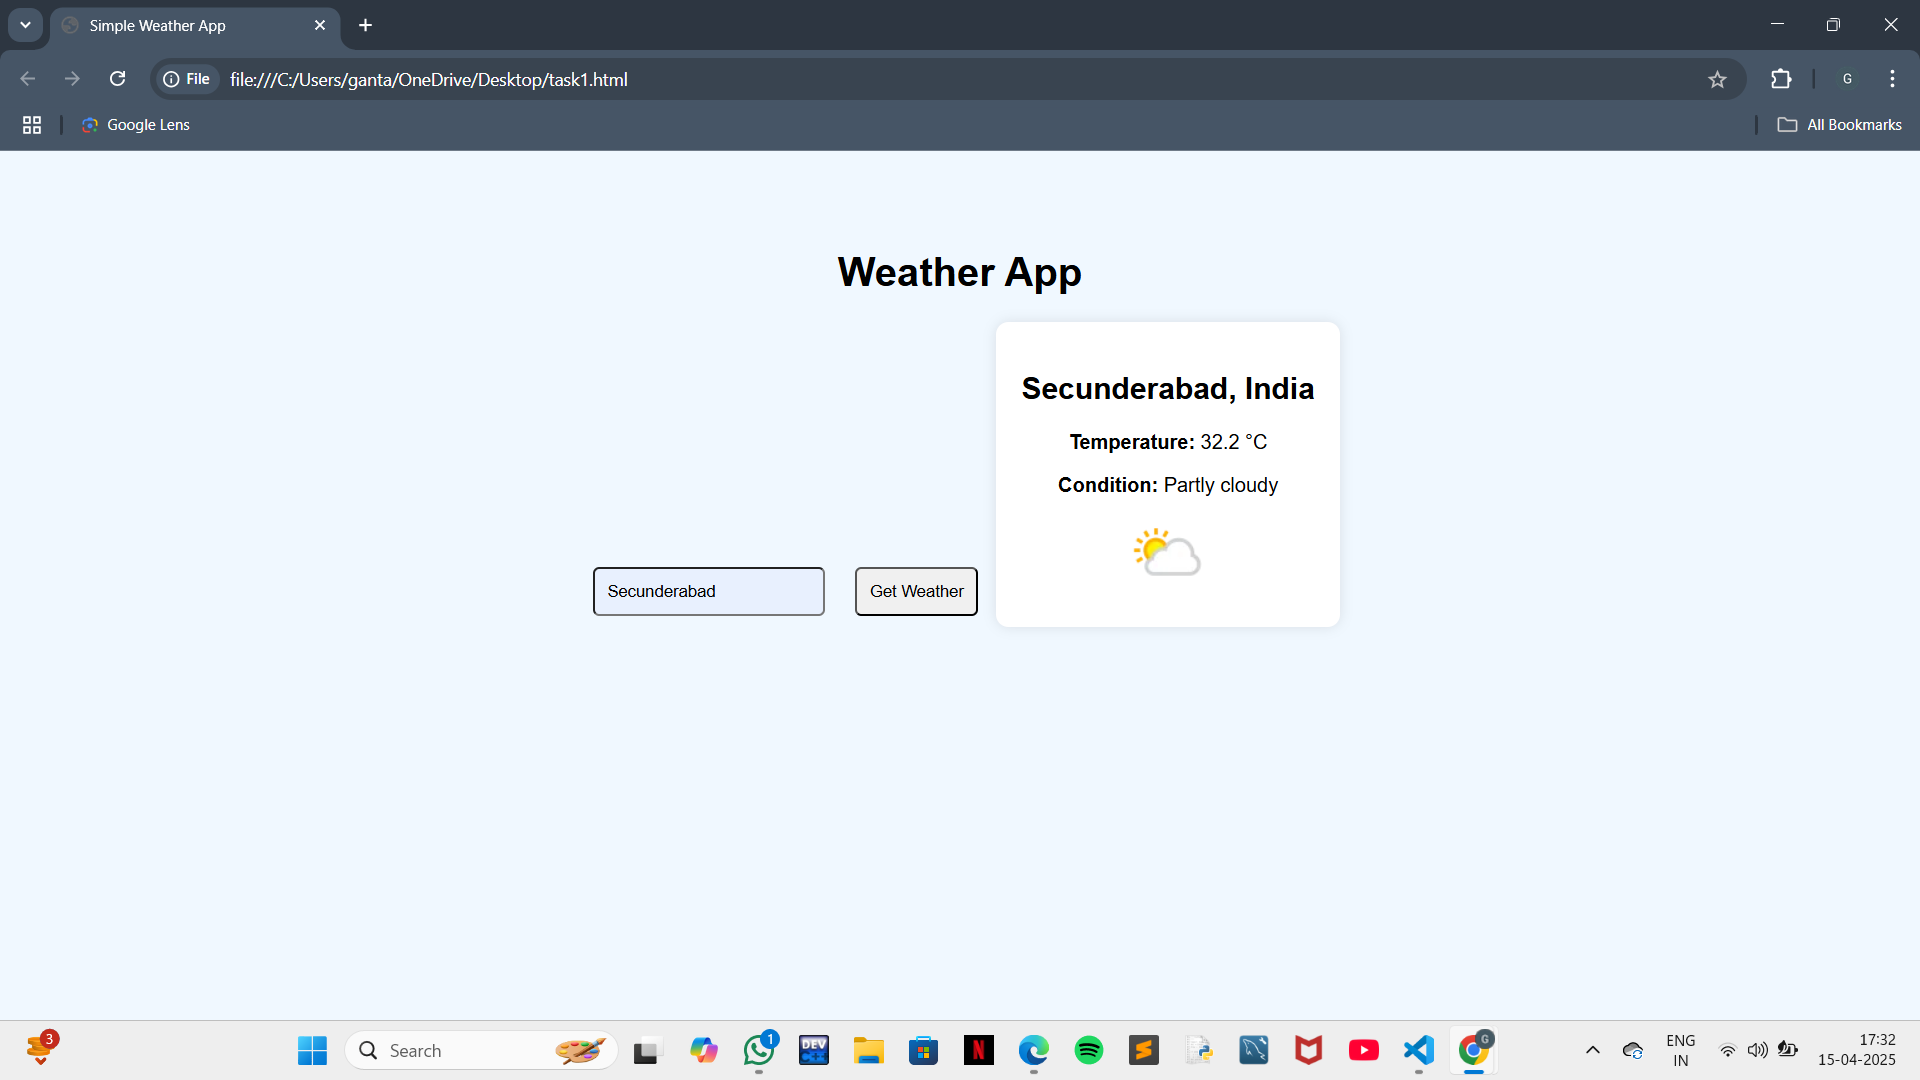 Simple Weather App
File
file:///C:/Users/ganta/OneDrive/Desktop/task1.html
G
Google Lens
All Bookmarks
Weather App
Secunderabad, India
Temperature: 32.2 °C
Condition: Partly cloudy
Secunderabad
Get Weather
3
Search
1
DEV
C++
N
G
ENG
IN
17:32
15-04-2025